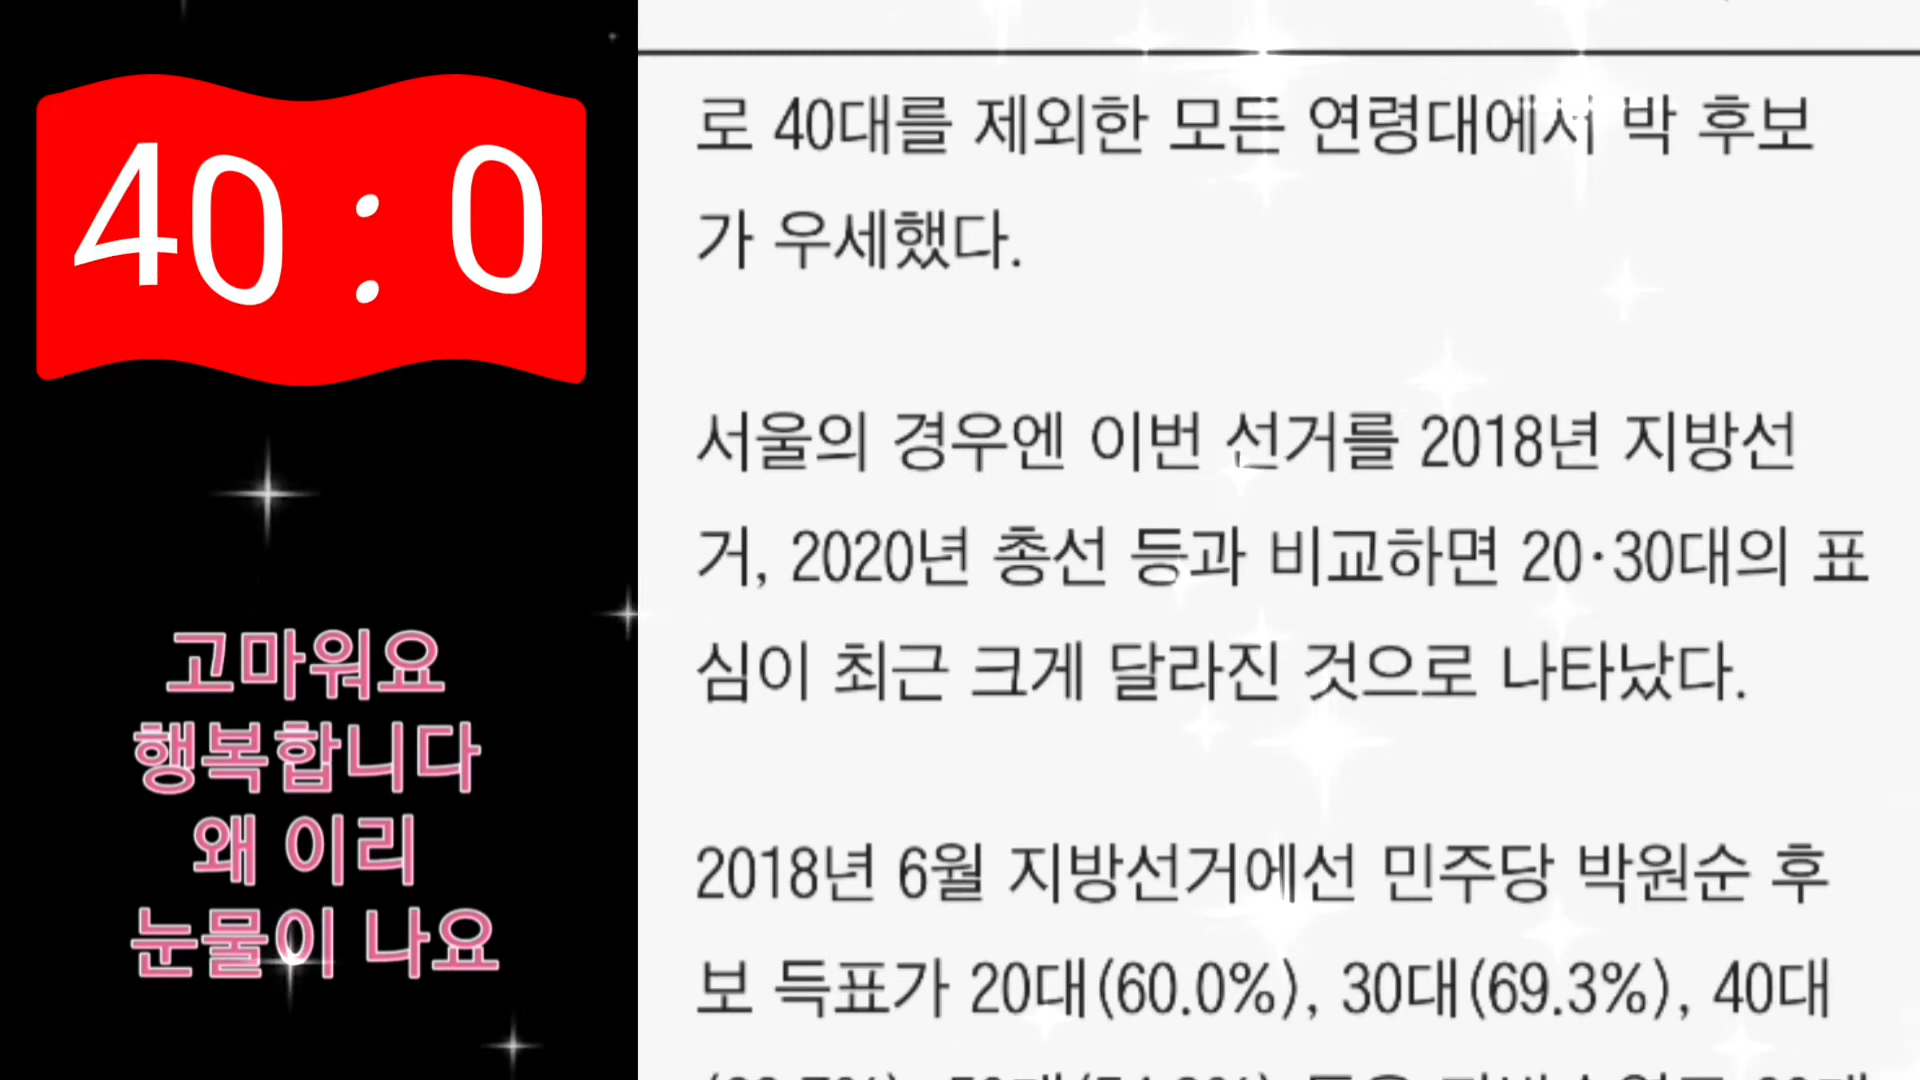 40 : 0
고마워요
행복합니다
왜 이리
눈물이 나요
로 40대를 제외한 모든 연령대에서 박 후보
가 우세했다.
서울의 경우엔 이번 선거를 2018년 지방선
거, 2020년 총선 등과 비교하면 20·30대의 표
심이 최근 크게 달라진 것으로 나타났다.
2018년 6월 지방선거에선 민주당 박원순 후
보 득표가 20대(60.0%), 30대(69.3%), 40대